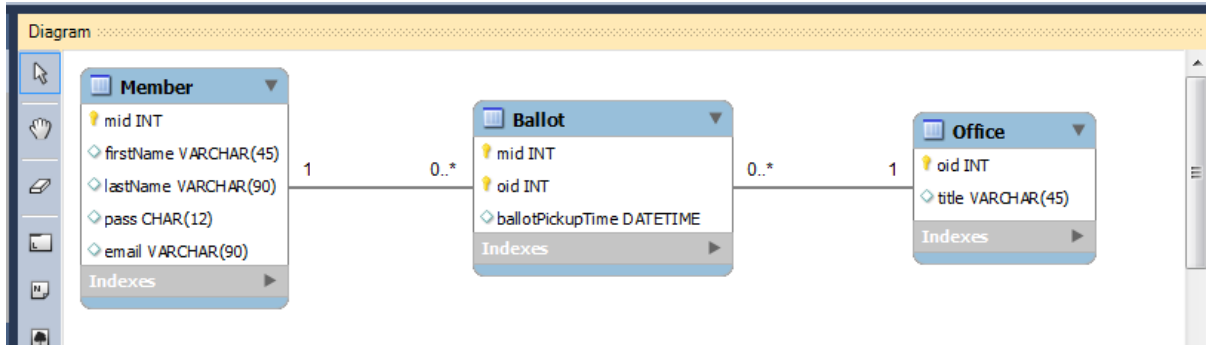 Diagram
Member
mid INT
firstName VARCHAR(45)
lastName VARCHAR(90)
pass CHAR(12)
email VARCHAR(90)
Indexes
1
0..*
Ballot
mid INT
oid INT
ballotPickupTime DATETIME
Indexes
0..*
1
Office
oid INT
title VARCHAR(45)
Indexes
N